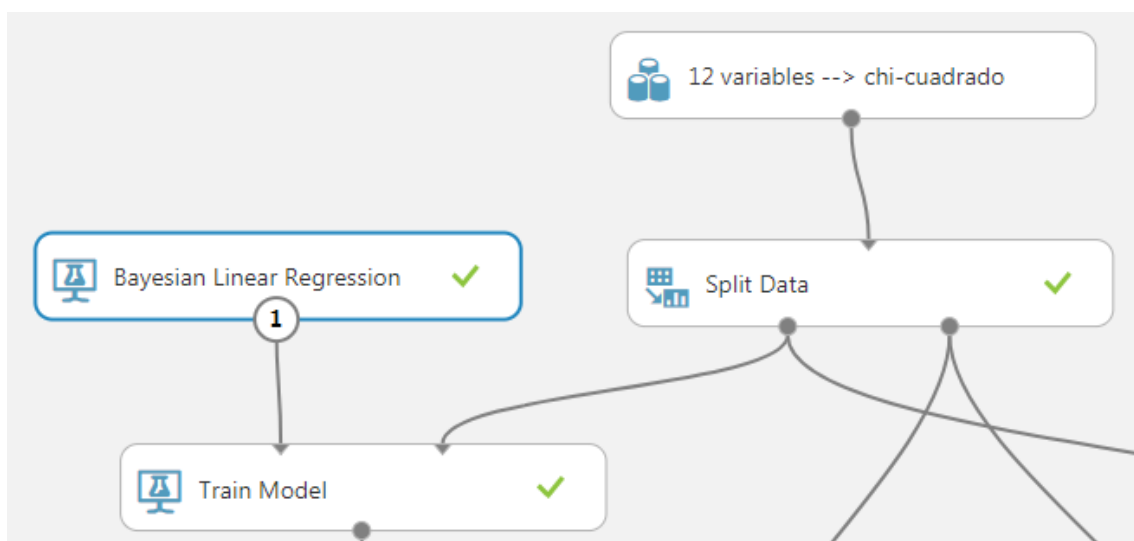 12 variables --> chi-cuadrado
Bayesian Linear Regression
1
Split Data
Train Model